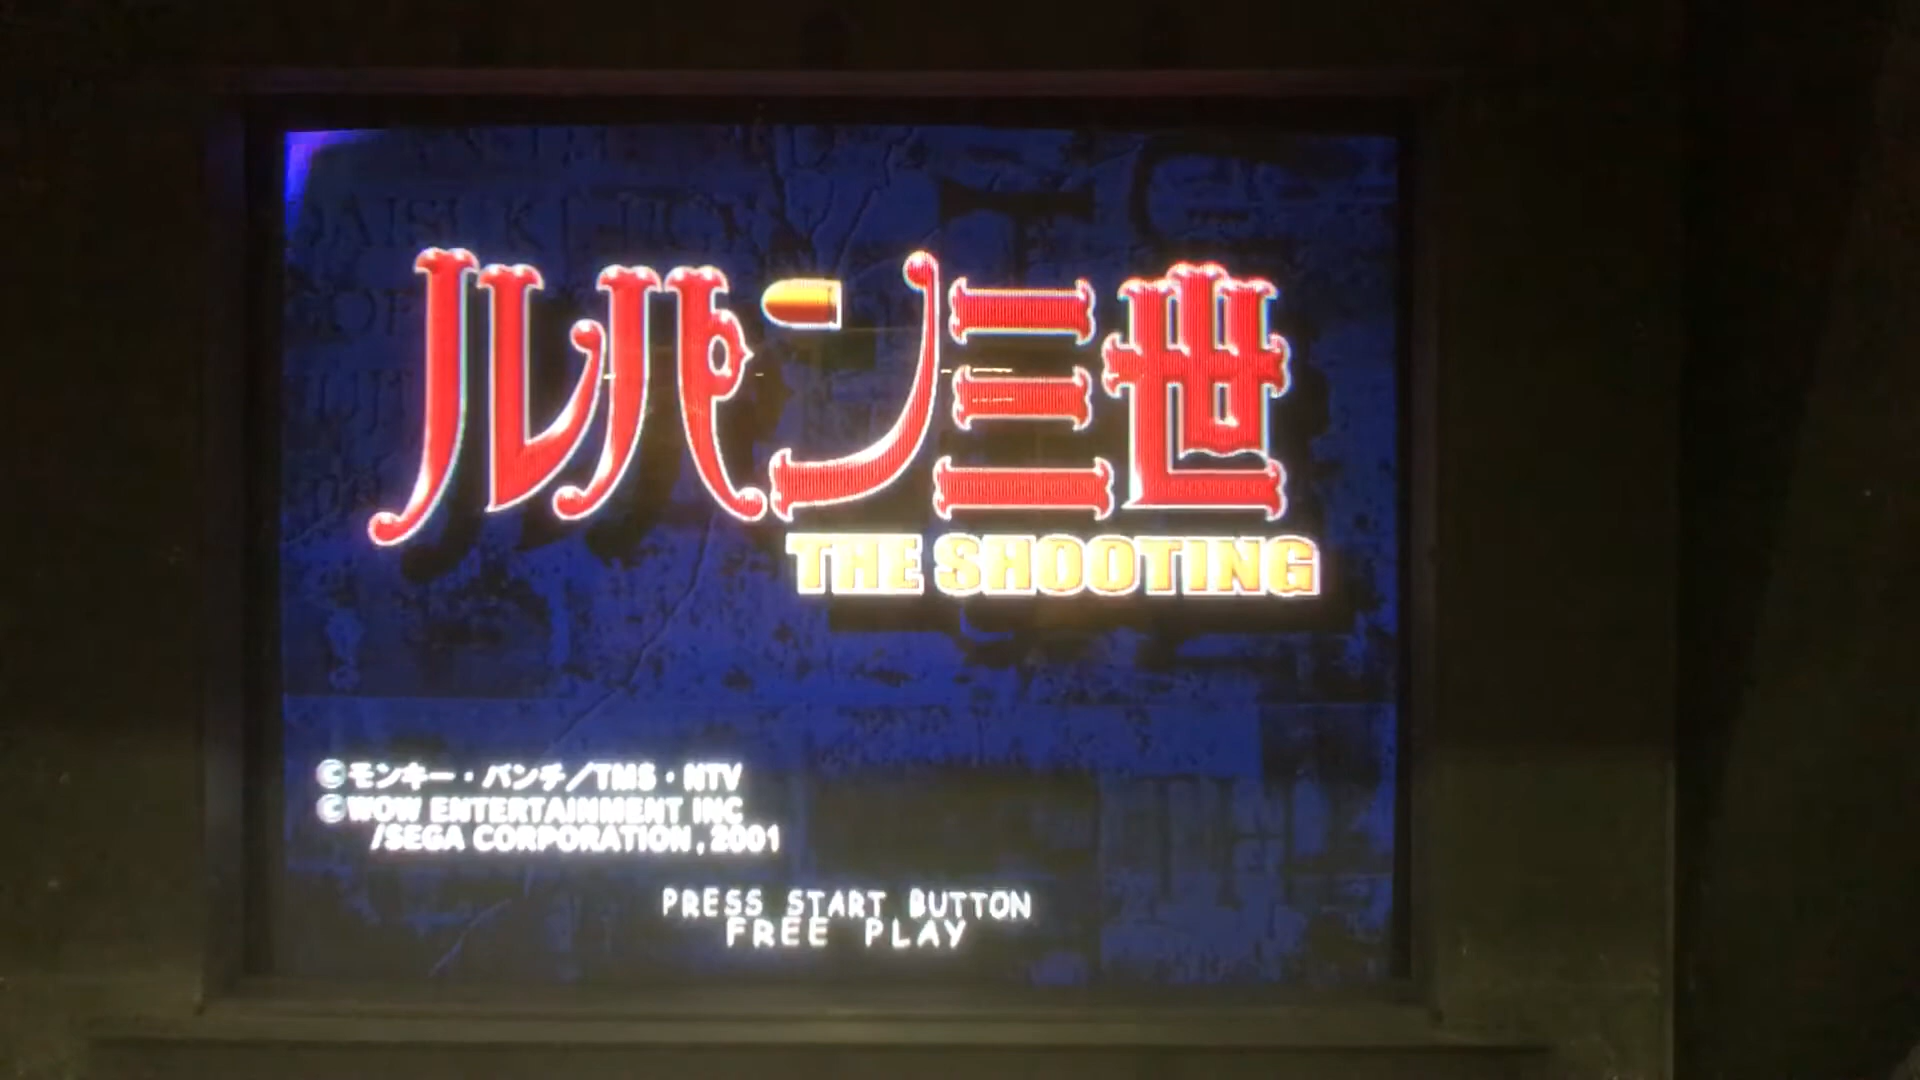 ルパン三世
THE SHOOTING
©モンキー・パンチ/TMS・NTV
©WOW ENTERTAINMENT INC
/SEGA CORPORATION,2001
PRESS START BUTTON
FREE PLAY